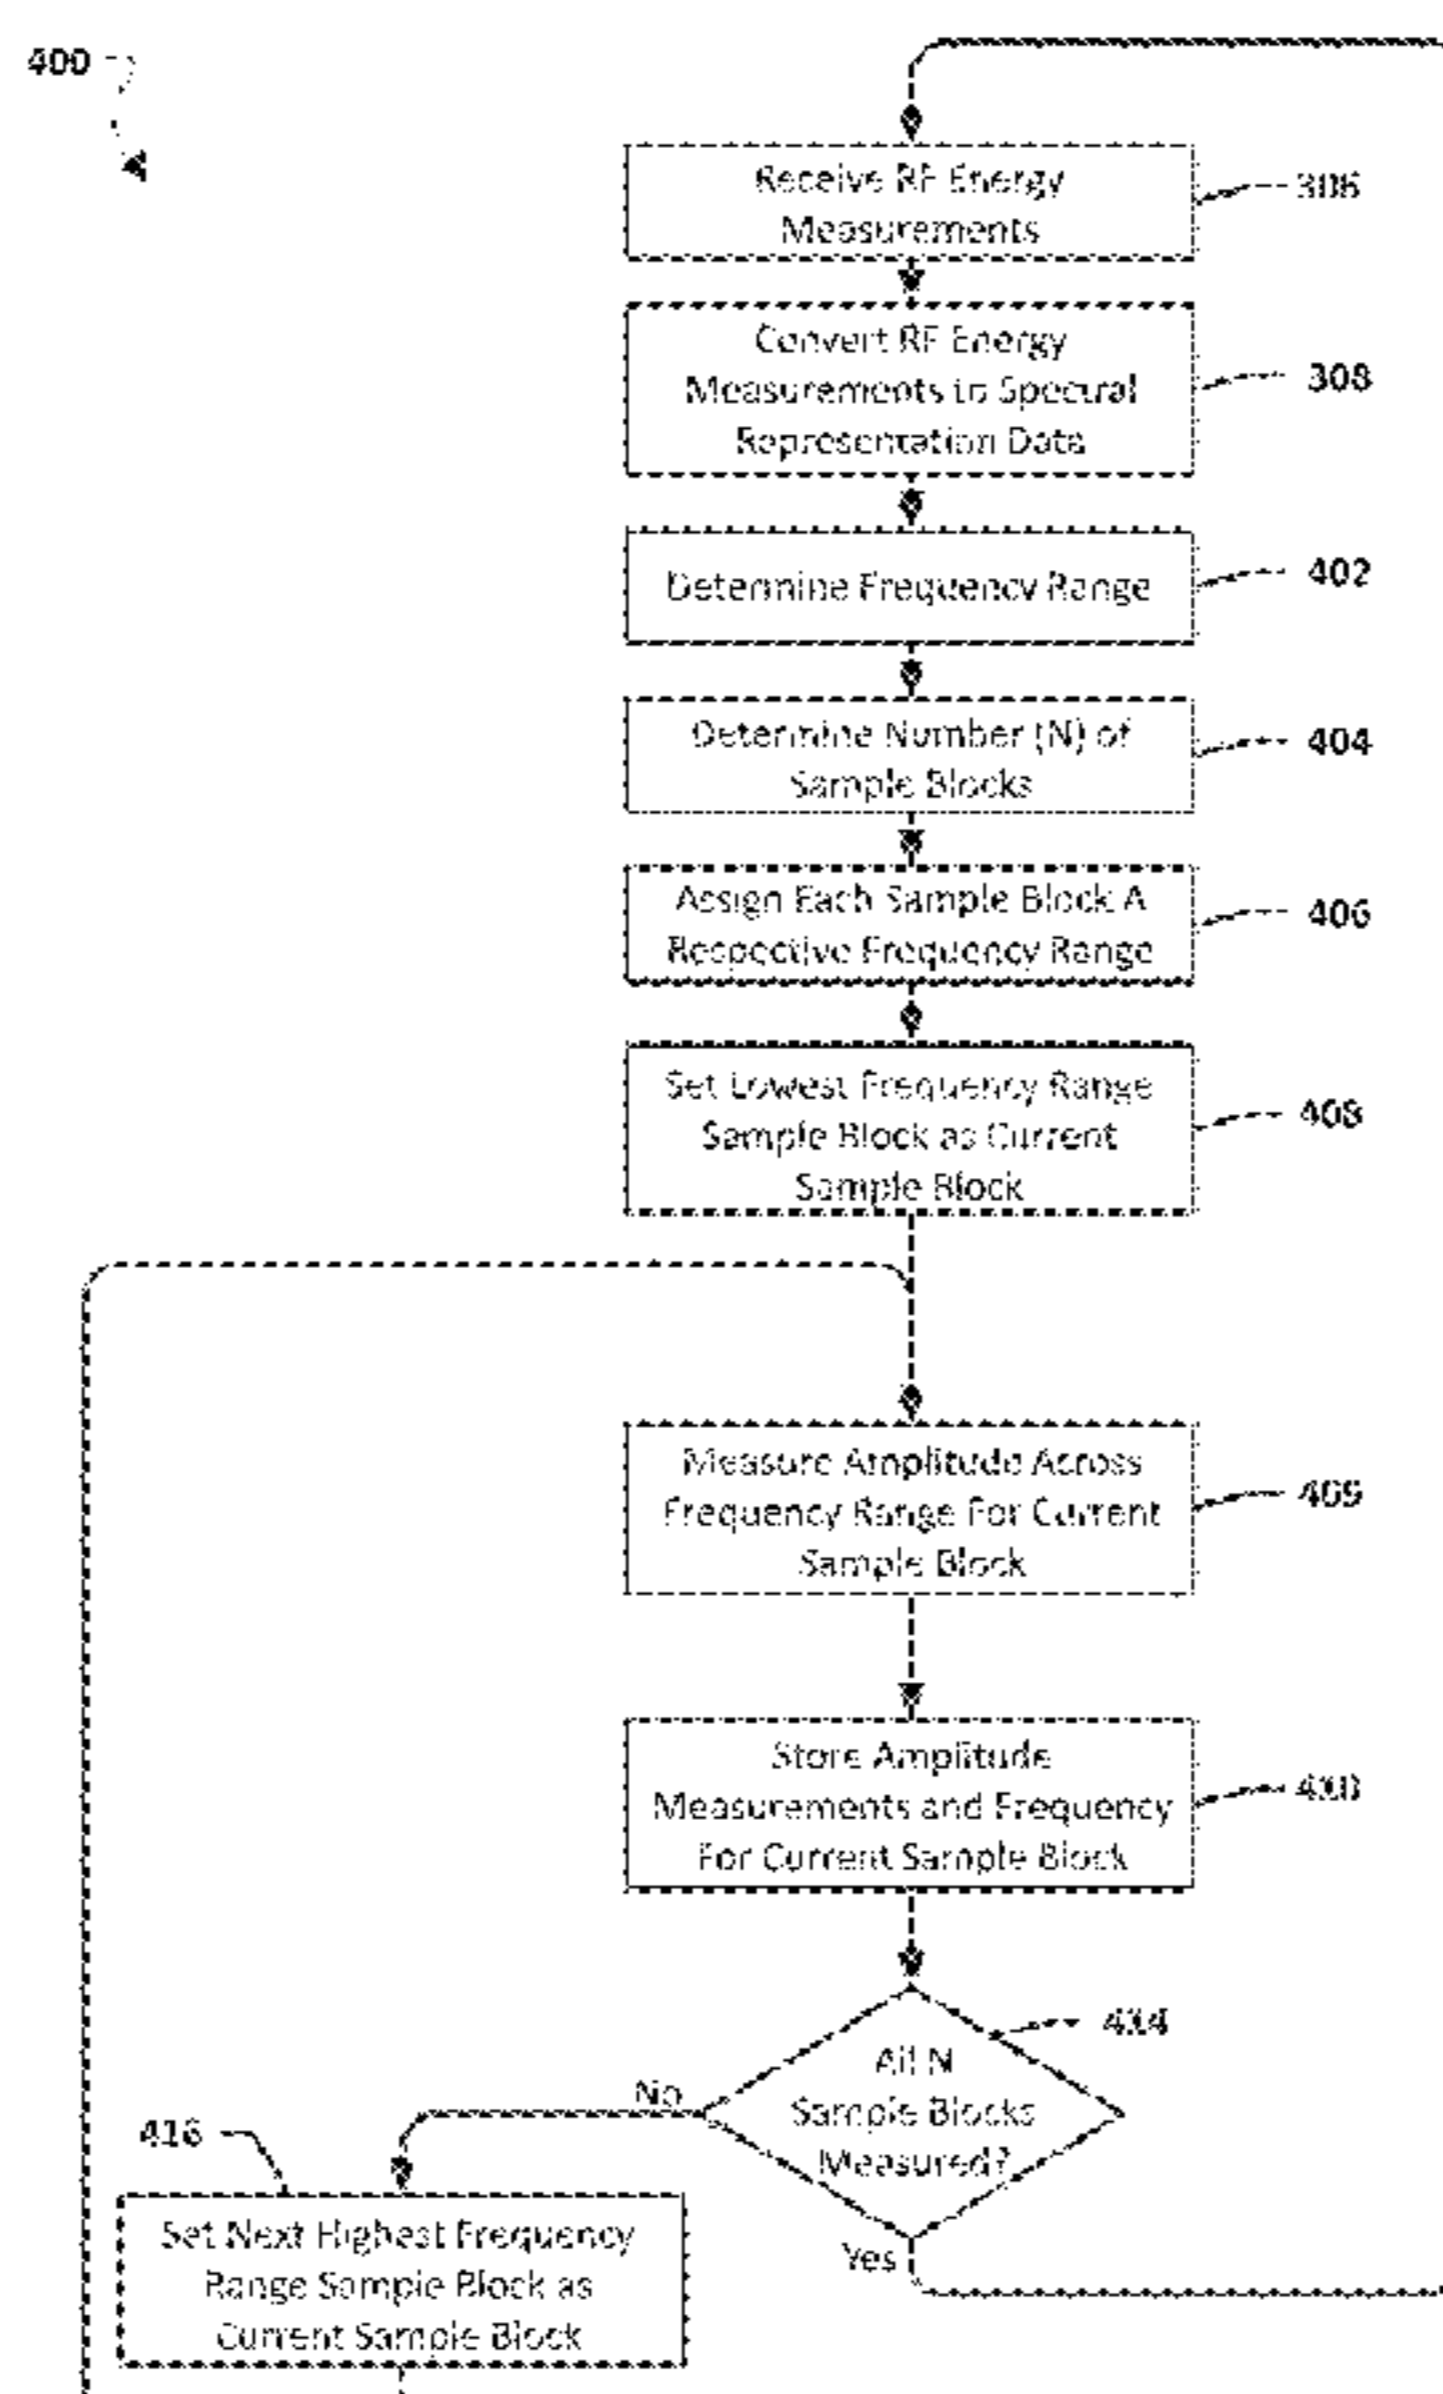 400
Receive RF Energy
Measurements
306
Convert RF Energy
Measurements in Spectral
Representation Data
308
Determine Frequency Range
402
Determine Number (N) of
Sample Blocks
404
Assign Each Sample Block A
Respective Frequency Range
406
Set Lowest Frequency Range
Sample Block as Current
Sample Block
408
Measure Amplitude Across
Frequency Range For Current
Sample Block
409
Store Amplitude
Measurements and Frequency
For Current Sample Block
410
414
All N
Sample Blocks
Measured?
No
Yes
416
Set Next Highest Frequency
Range Sample Block as
Current Sample Block